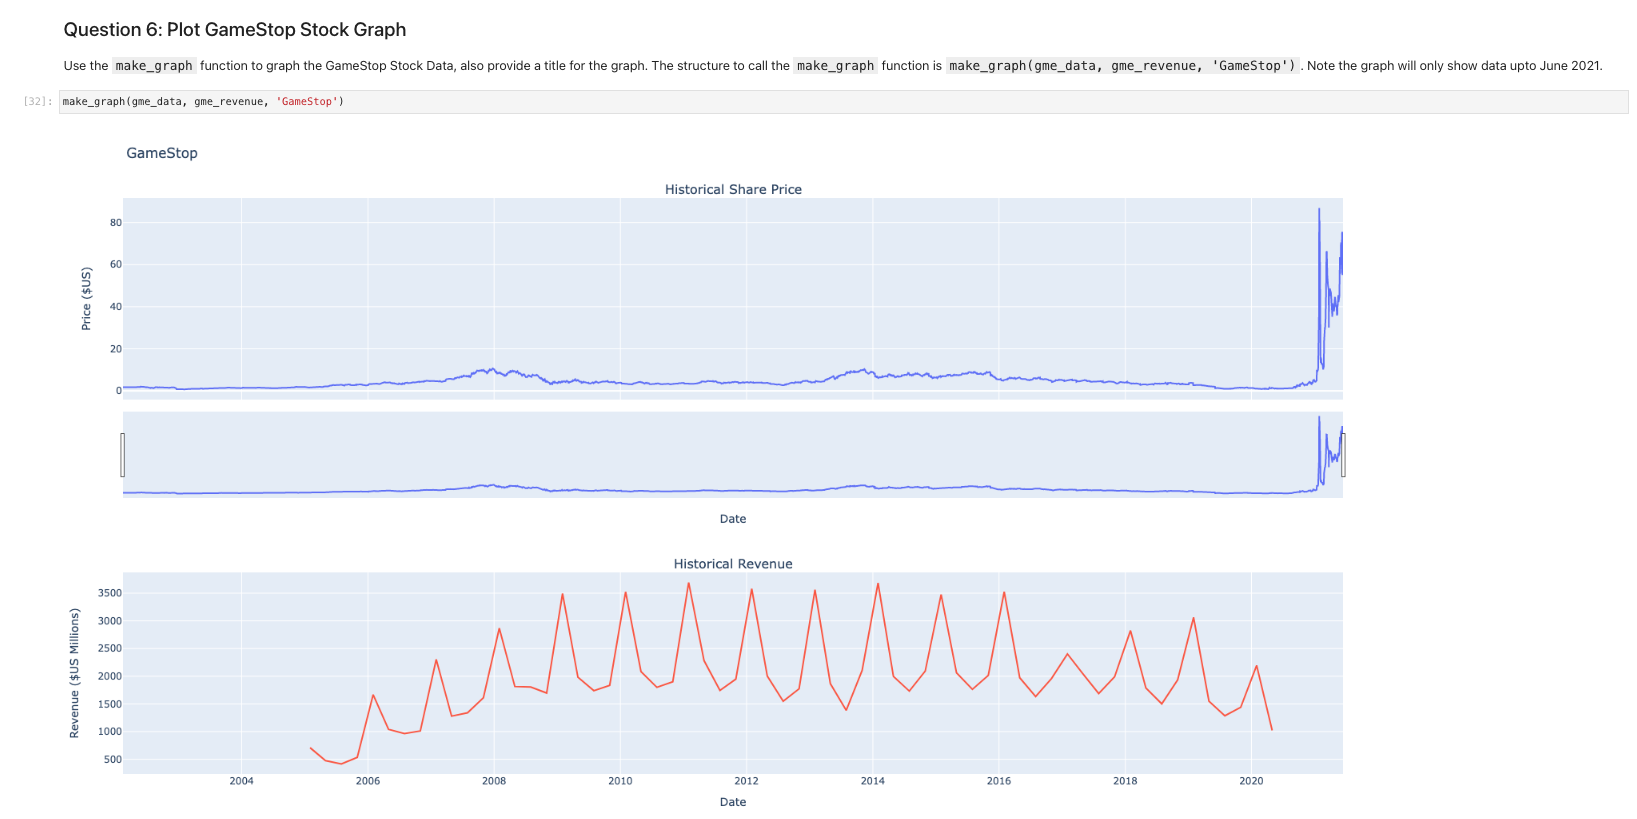 Question 6: Plot GameStop Stock Graph
Use the make_graph function to graph the GameStop Stock Data, also provide a title for the graph. The structure to call the make_graph function is make_graph(gme_data, gme_revenue, 'GameStop'). Note the graph will only show data upto June 2021.
[32]: make_graph(gme_data, gme_revenue, 'GameStop')
GameStop
Historical Share Price
80
60
40
20
0
Price ($US)
Date
Historical Revenue
3500
3000
2500
2000
1500
1000
500
Revenue ($US Millions)
2004 2006 2008 2010 2012 2014 2016 2018 2020
Date